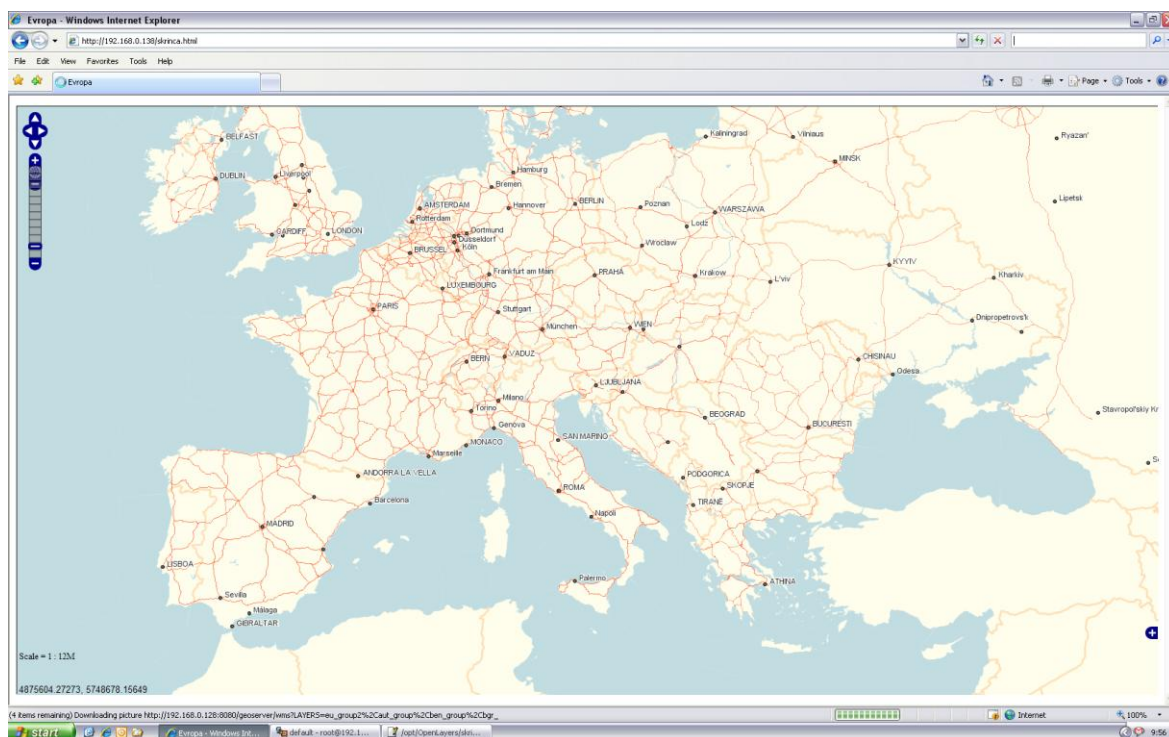 Evropa - Windows Internet Explorer
http://192.168.0.138/skrinca.html
File Edit View Favorites Tools Help
Evropa
Page Tools
BELFAST
Kaliningrad
Vilniaus
Ryazan'
DUBLIN
Liverpool
Hamburg
MINSK
Bremen
AMSTERDAM
Hannover
BERLIN
Poznan
WARSZAWA
Lipetsk
Rotterdam
Lodz
CARDIFF
LONDON
Dortmund
Dusseldorf
Wroclaw
BRUSSEL
Köln
KYYIV
Frankfurt am Main
PRAHA
Krakow
L'viv
Kharkiv
LUXEMBOURG
PARIS
Stuttgart
Dnipropetrovs'k
München
WIEN
BERN
VADUZ
CHISINAU
Odesa
LJUBLJANA
Milano
Torino
BEOGRAD
Stavropol'skiy Kr
Genova
BUCURESTI
MONACO
SAN MARINO
Marseille
ANDORRA LA VELLA
PODGORICA
SKOPJE
ROMA
Barcelona
TIRANË
Napoli
MADRID
LISBOA
Palermo
ATHINA
Sevilla
Málaga
GIBRALTAR
Scale = 1 : 12M
4875604.27273, 5748678.15649
(4 items remaining) Downloading picture http://192.168.0.128:8080/geoserver/wms?LAYERS=eu_group2%2Caut_group%2Cben_group%2Cbgr_
Internet
100%
start
Evropa - Windows Int...
default - root@192.1...
/opt/OpenLayers/skri...
9:56